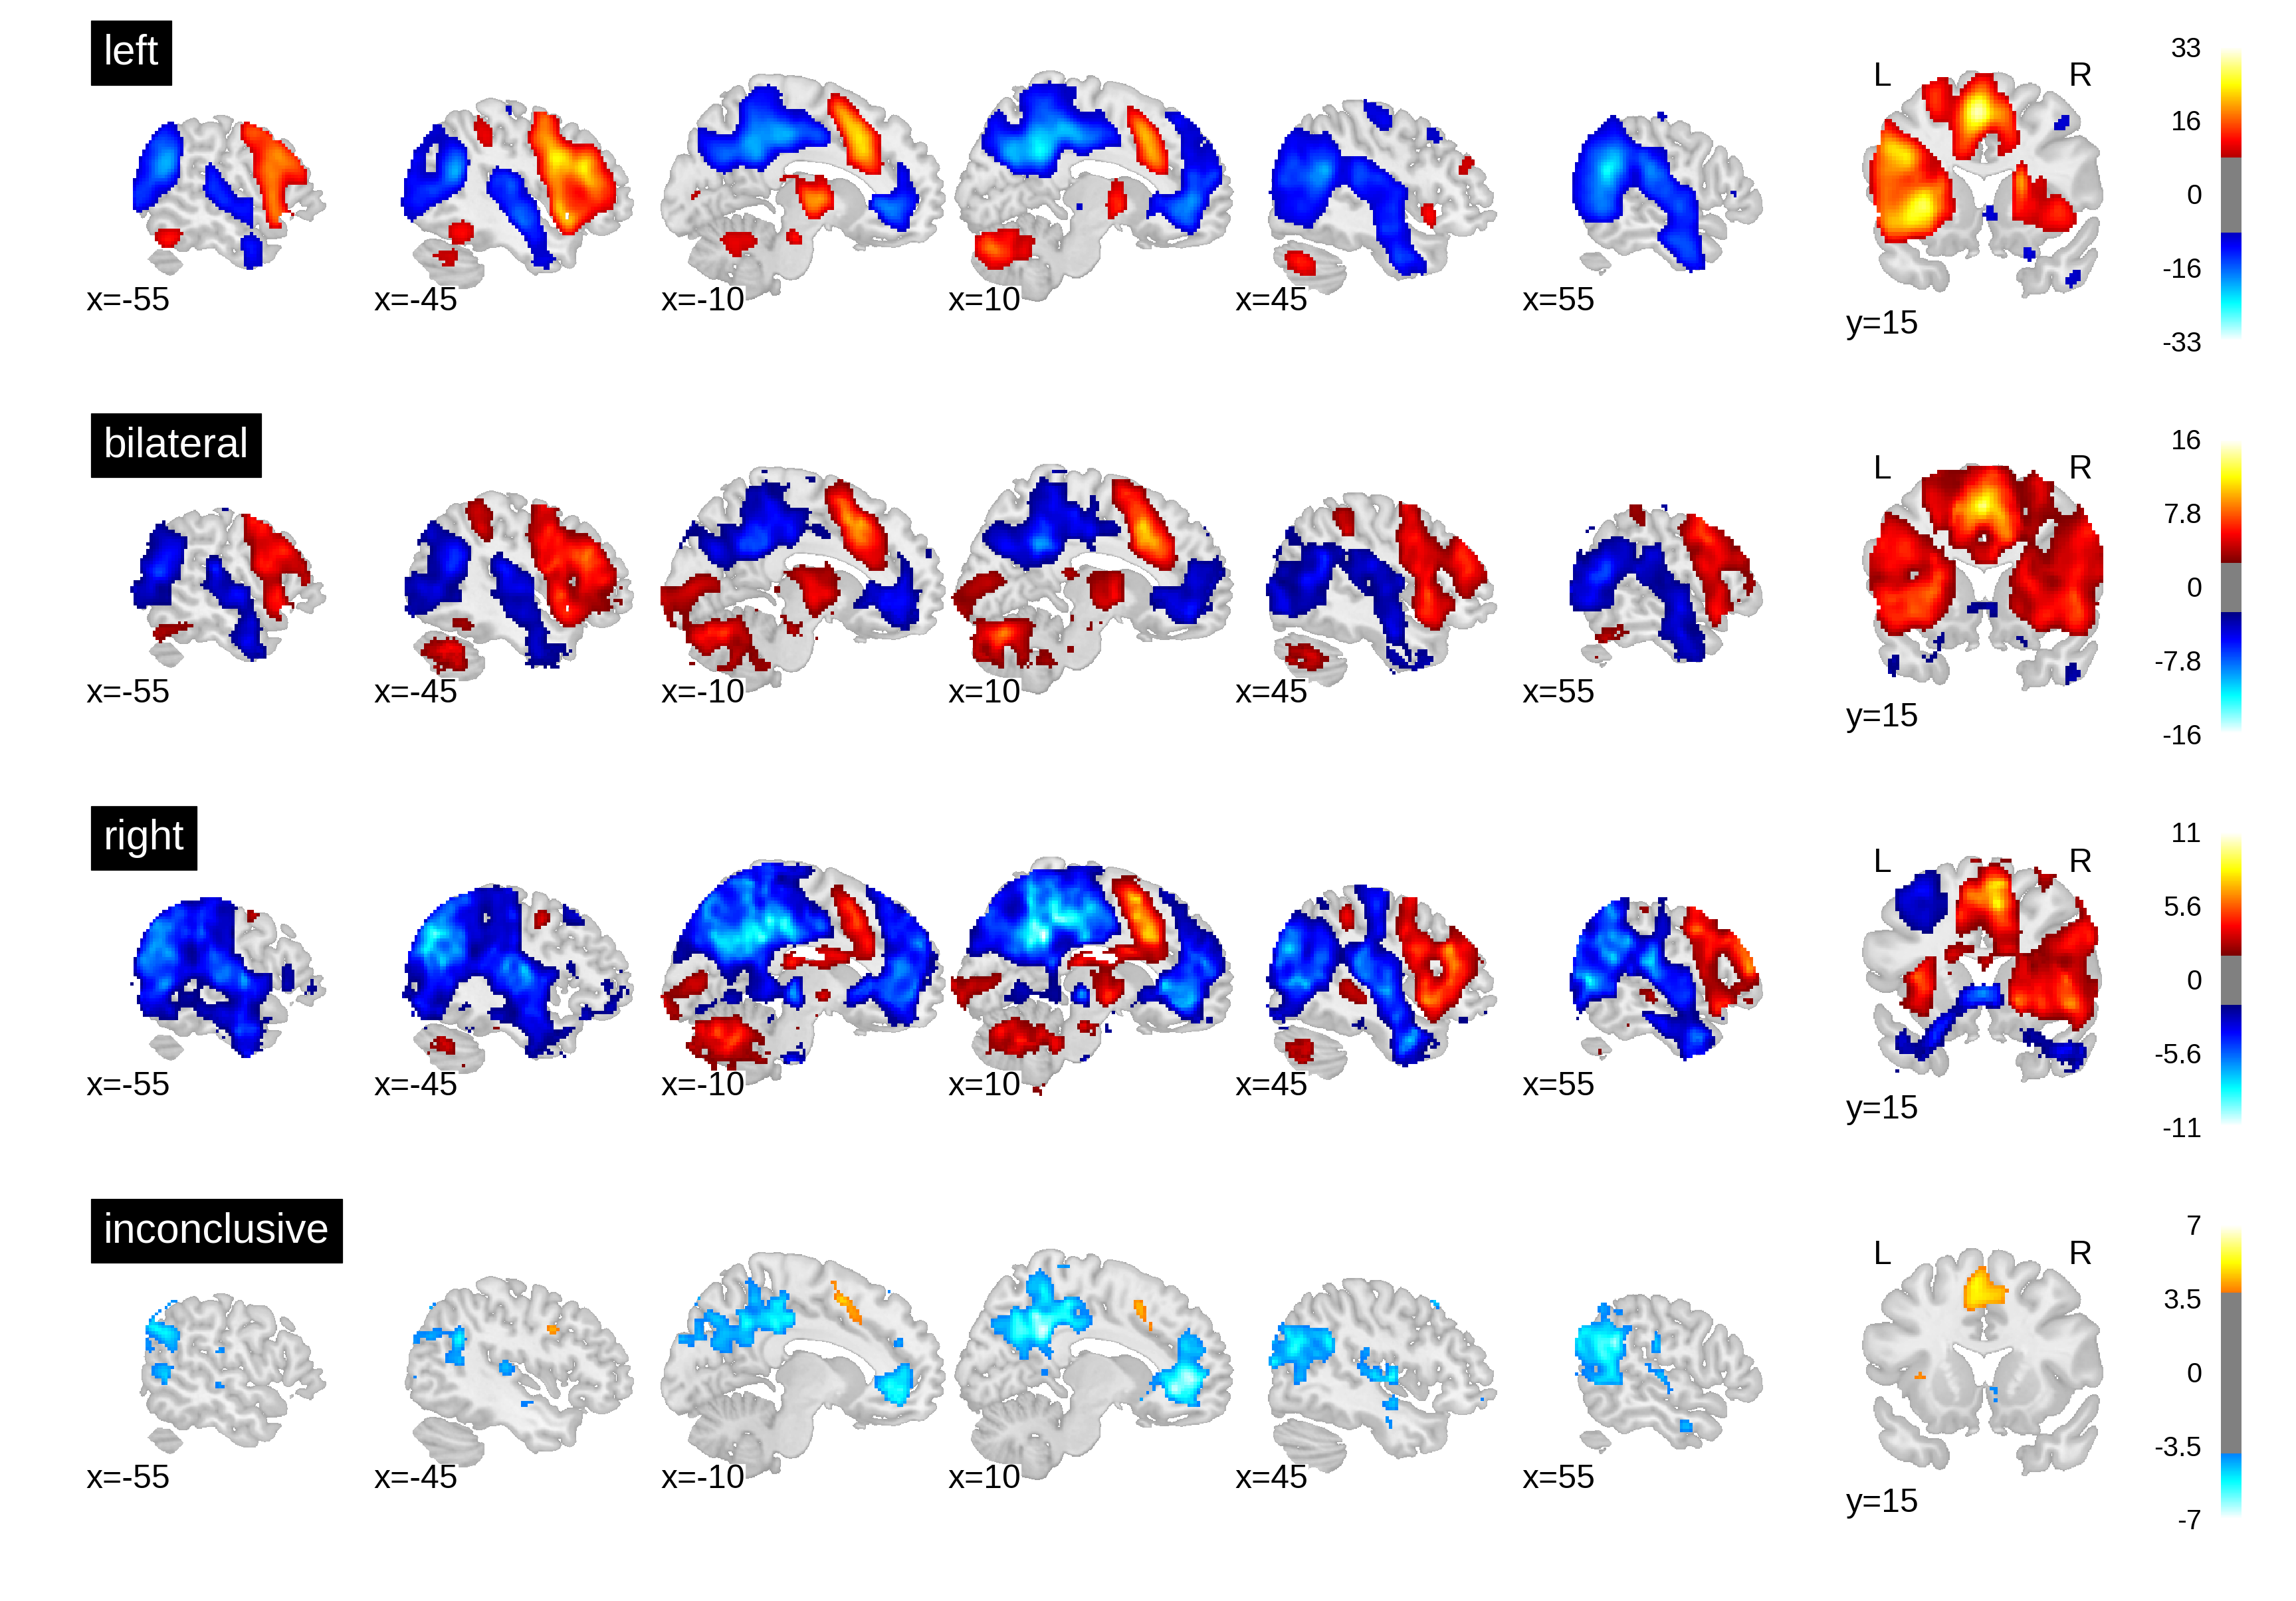 left
x=-55 x=-45 x=-10 x=10 x=45 x=55
L R
y=15
33
16
0
-16
-33
bilateral
x=-55 x=-45 x=-10 x=10 x=45 x=55
L R
y=15
16
7.8
0
-7.8
-16
right
x=-55 x=-45 x=-10 x=10 x=45 x=55
L R
y=15
11
5.6
0
-5.6
-11
inconclusive
x=-55 x=-45 x=-10 x=10 x=45 x=55
L R
y=15
7
3.5
0
-3.5
-7